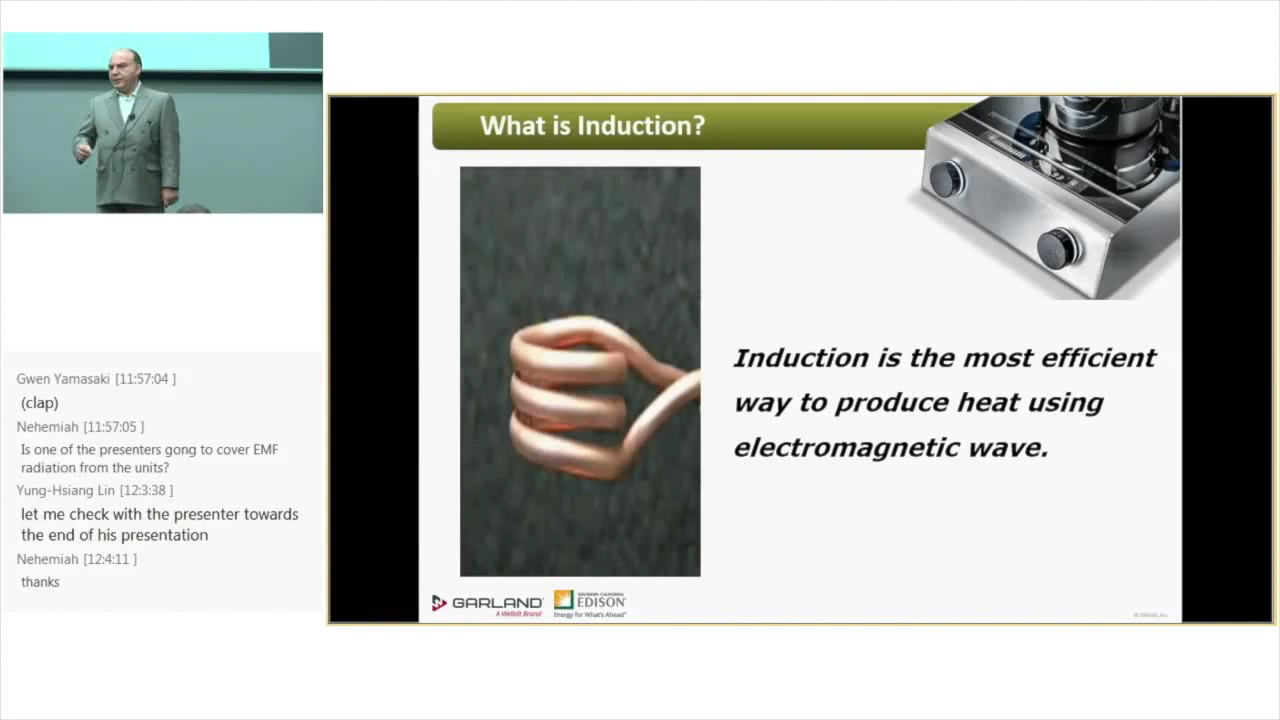 Gwen Yamasaki [11:57:04 ]
(clap)
Nehemiah [11:57:05 ]
Is one of the presenters gong to cover EMF
radiation from the units?
Yung-Hsiang Lin [12:3:38 ]
let me check with the presenter towards
the end of his presentation
Nehemiah [12:4:11 ]
thanks
What is Induction?
Induction is the most efficient
way to produce heat using
electromagnetic wave.
GARLAND
A Welbilt Brand
SOUTHERN CALIFORNIA
EDISON
Energy for What's Ahead